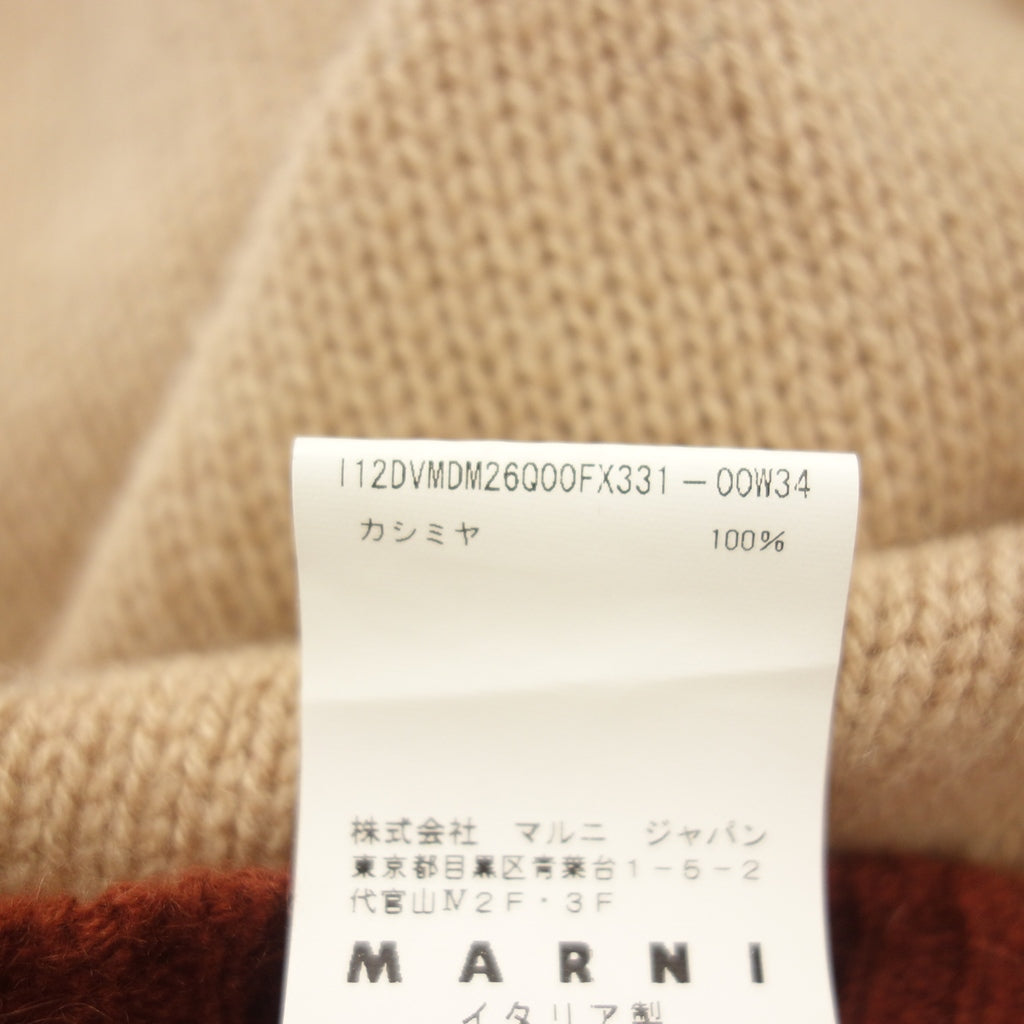 I12DVMDM26Q00FX331-00W34
カシミヤ 100%
株式会社 マルニ ジャパン
東京都目黒区青葉台1-5-2
代官山Ⅳ2F・3F
MARNI
イタリア製